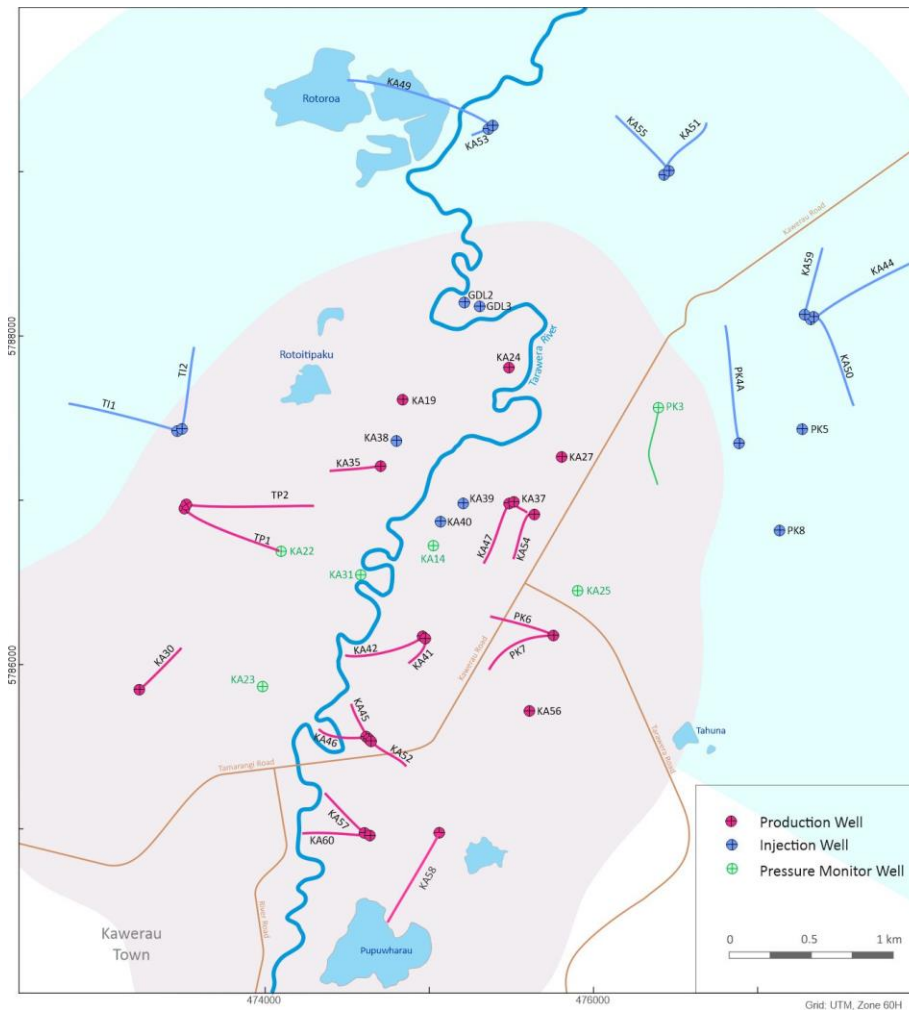 KA49
Rotoroa
KA53
KA55
KA51
Kawerau Road
KA59
KA44
GDL2
GDL3
5788000
Tarawera River
KA50
Rotoitipaku
KA24
TI2
PK4A
TI1
KA19
PK3
KA38
PK5
KA35
KA27
TP2
KA39
KA37
KA40
PK8
TP1
KA22
KA14
KA47
KA54
KA31
KA25
PK6
5786000
KA30
KA42
KA41
PK7
KA23
KA45
KA56
KA46
KA52
Tahuna
Tamarangi Road
Kawerau Road
Tarawera Road
KA57
KA60
KA58
River Road
Kawerau
Town
Pupuwharau
Production Well
Injection Well
Pressure Monitor Well
0 0.5 1 km
474000
476000
Grid: UTM, Zone 60H